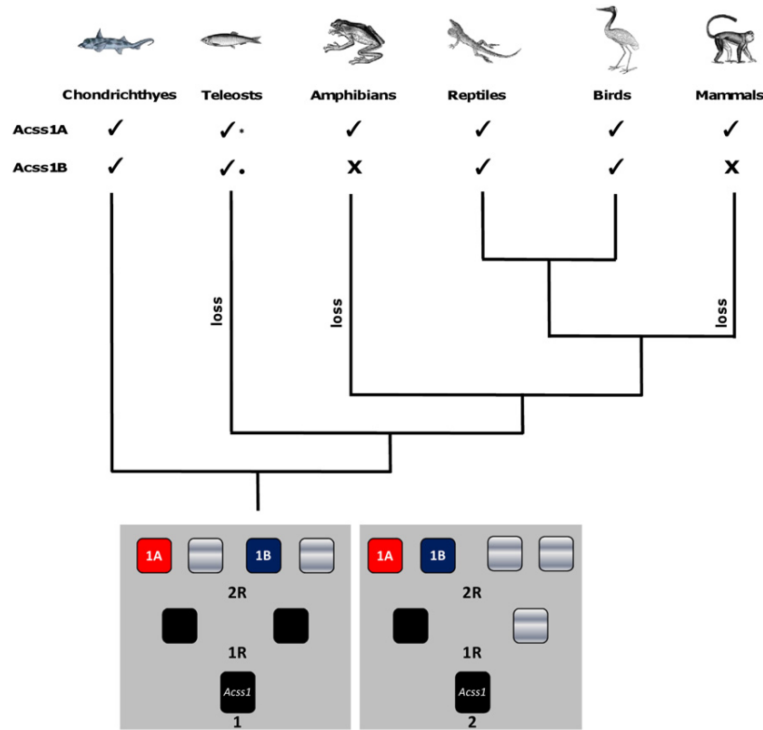 Chondrichthyes Teleosts Amphibians Reptiles Birds Mammals
Acss1A ✓ ✓* ✓ ✓ ✓ ✓
Acss1B ✓ ✓• X ✓ ✓ X
loss loss loss
1A 1B 1A 1B
2R 2R
1R 1R
Acss1 Acss1
1 2